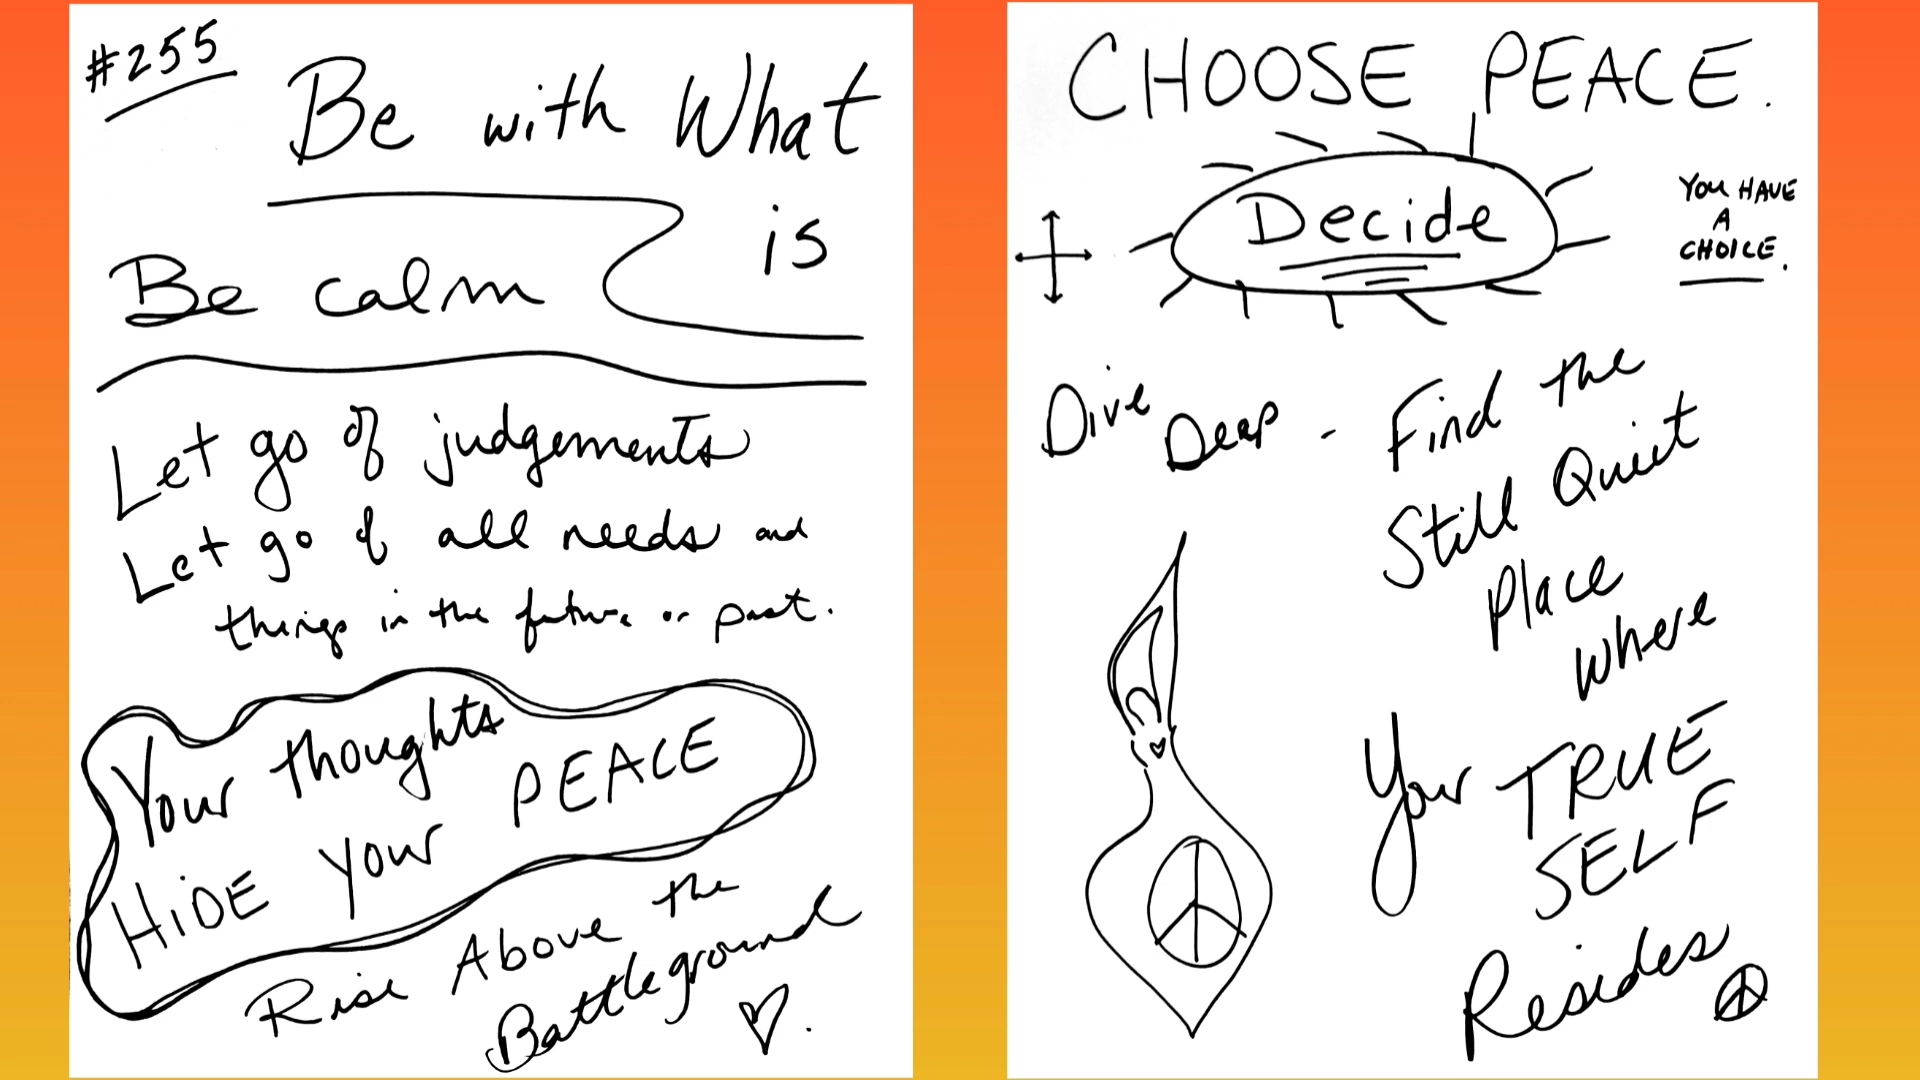 #255
Be with What
is
Be calm
Let go of judgements
Let go of all needs and
things in the future or past.
Your thoughts
HiDE your PEACE
Rise Above the
Battleground
CHOOSE PEACE.
Decide
YOU HAVE
A
CHOICE.
Dive Deep - Find the
Still Quiet
Place
Where
Your TRUE
SELF
Resides